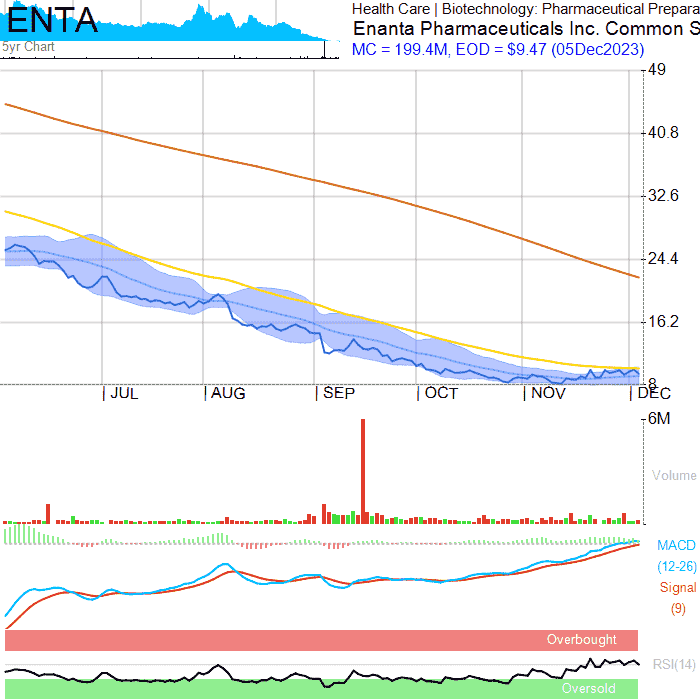 ENTA
5yr Chart
Health Care | Biotechnology: Pharmaceutical Prepara
Enanta Pharmaceuticals Inc. Common S
MC = 199.4M, EOD = $9.47 (05Dec2023)
49
40.8
32.6
24.4
16.2
8
JUL AUG SEP OCT NOV DEC
6M
Volume
MACD
(12-26)
Signal
(9)
Overbought
RSI(14)
Oversold